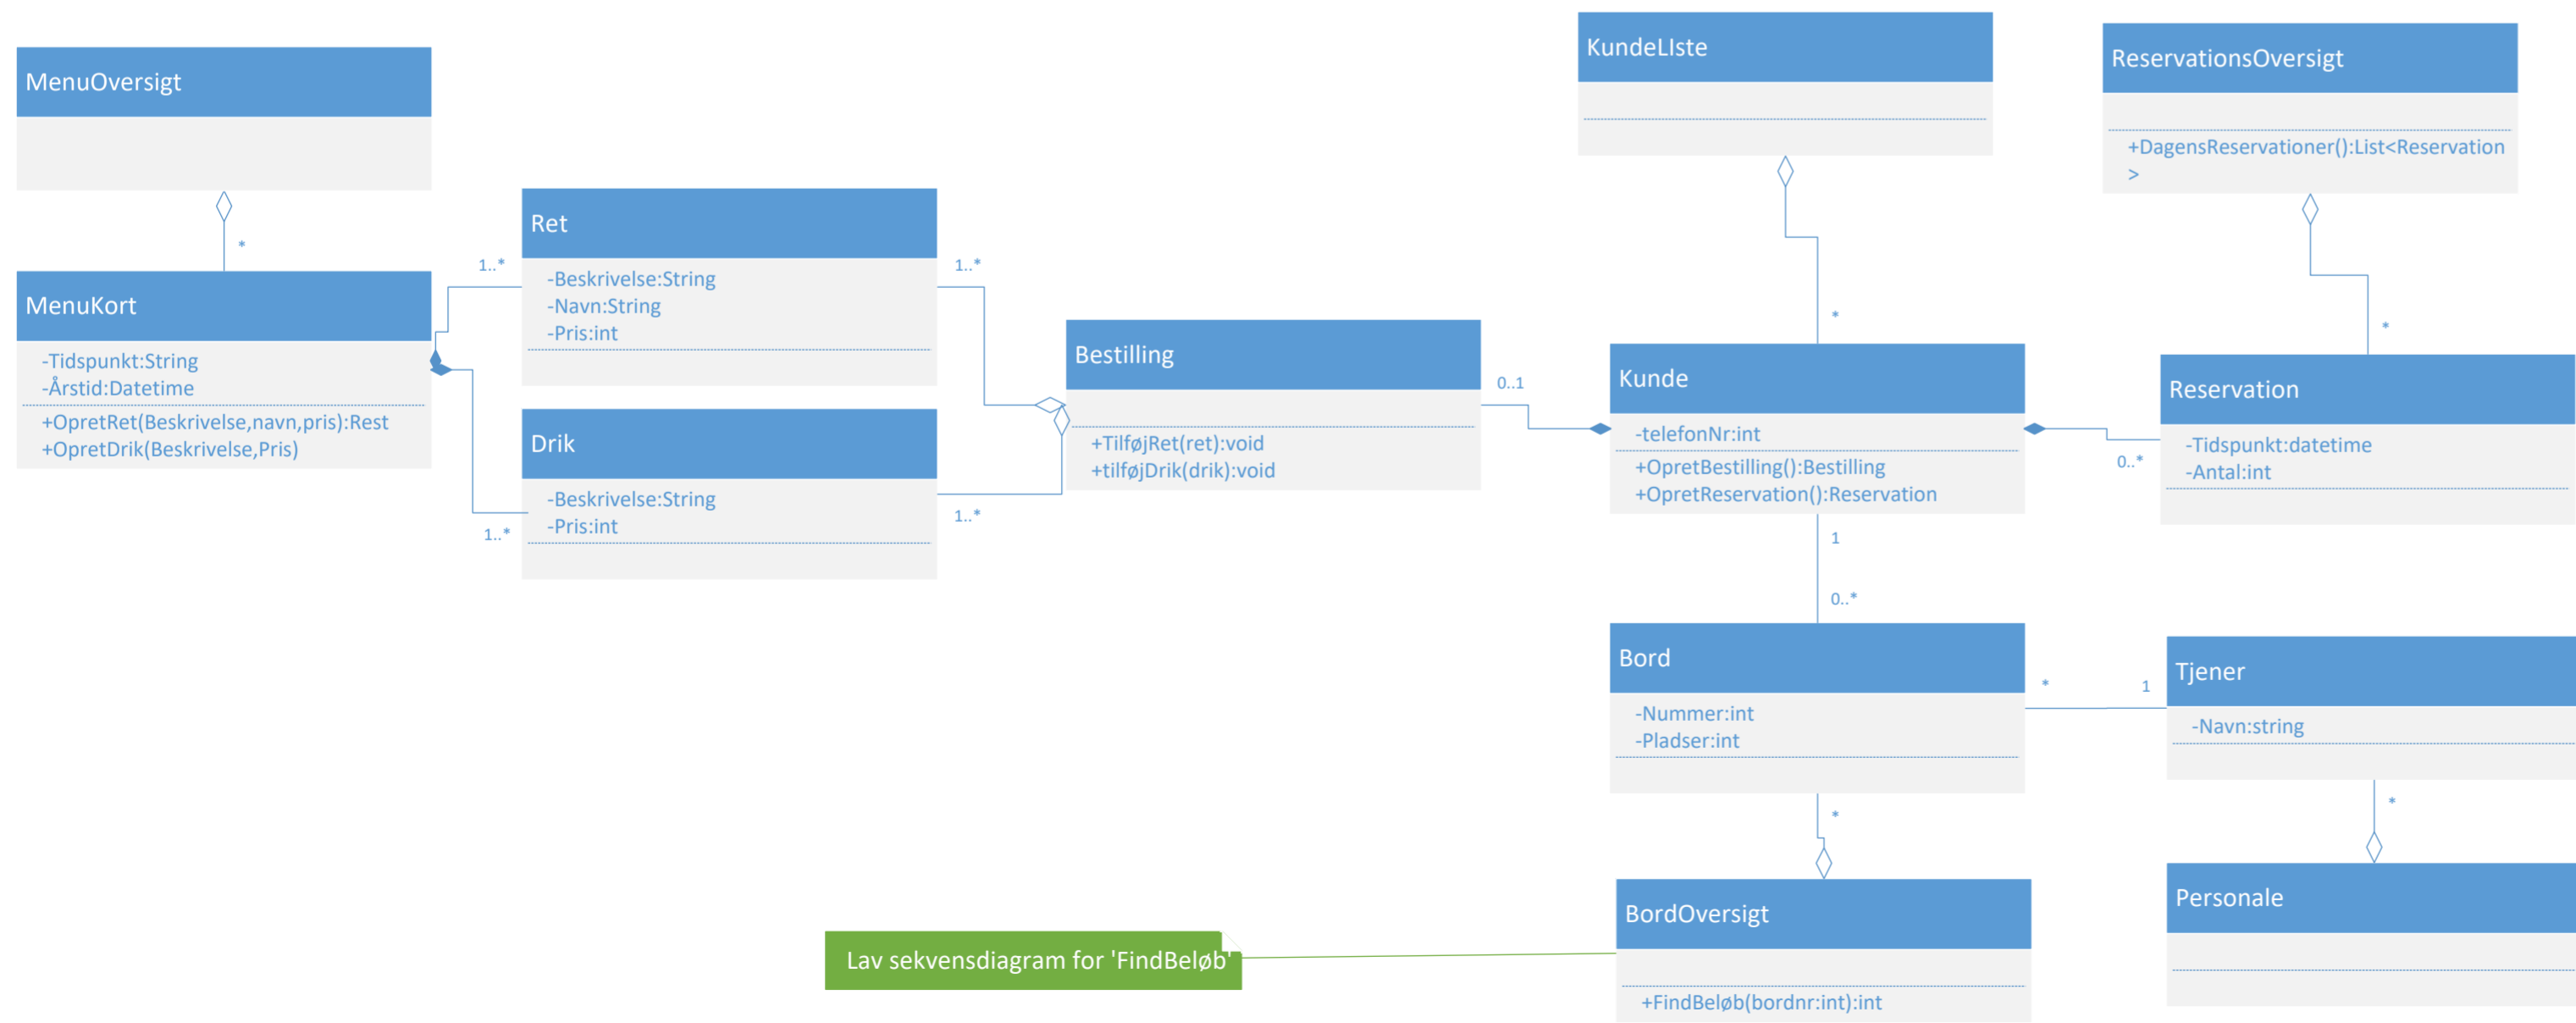 MenuOversigt
*
MenuKort
-Tidspunkt:String
-Årstid:Datetime
+OpretRet(Beskrivelse,navn,pris):Rest
+OpretDrik(Beskrivelse,Pris)
1..*
1..*
Ret
-Beskrivelse:String
-Navn:String
-Pris:int
1..*
Drik
-Beskrivelse:String
-Pris:int
1..*
Bestilling
+TilføjRet(ret):void
+tilføjDrik(drik):void
0..1
KundeLIste
*
Kunde
-telefonNr:int
+OpretBestilling():Bestilling
+OpretReservation():Reservation
1
0..*
ReservationsOversigt
+DagensReservationer():List<Reservation
>
*
Reservation
-Tidspunkt:datetime
-Antal:int
0..*
Bord
-Nummer:int
-Pladser:int
*
1
Tjener
-Navn:string
*
*
BordOversigt
+FindBeløb(bordnr:int):int
Personale
Lav sekvensdiagram for 'FindBeløb'